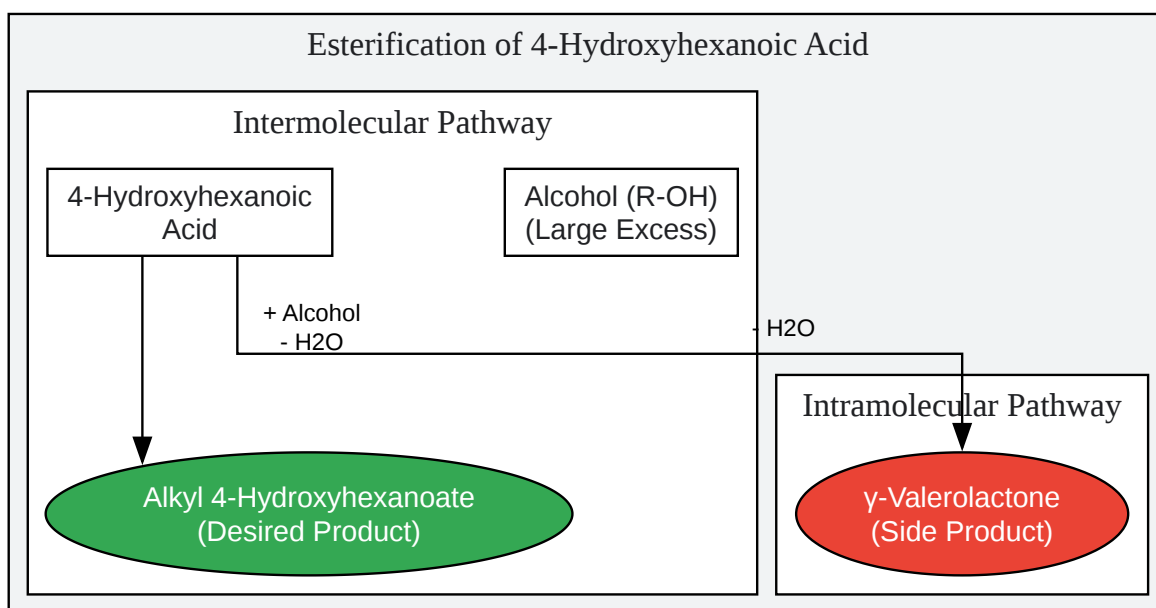 Esterification of 4-Hydroxyhexanoic Acid
Intermolecular Pathway
4-Hydroxyhexanoic
Acid
Alcohol (R-OH)
(Large Excess)
+ Alcohol
- H2O
- H2O
Intramolecular Pathway
Alkyl 4-Hydroxyhexanoate
(Desired Product)
γ-Valerolactone
(Side Product)